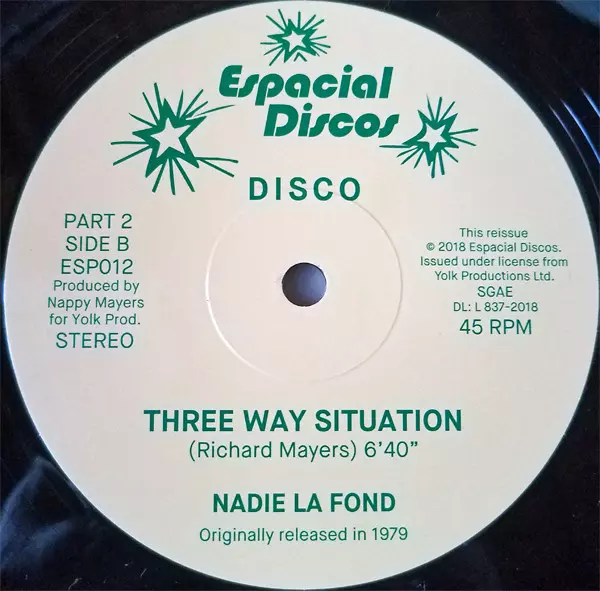 Espacial
Discos
DISCO
PART 2
SIDE B
ESP012
Produced by
Nappy Mayers
for Yolk Prod.
STEREO
This reissue
© 2018 Espacial Discos.
Issued under license from
Yolk Productions Ltd.
SGAE
DL: L 837-2018
45 RPM
THREE WAY SITUATION
(Richard Mayers) 6'40"
NADIE LA FOND
Originally released in 1979